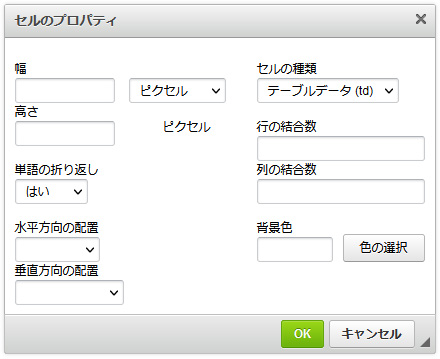 セルのプロパティ
幅
ピクセル
高さ
ピクセル
単語の折り返し
はい
水平方向の配置
垂直方向の配置
セルの種類
テーブルデータ (td)
行の結合数
列の結合数
背景色
色の選択
OK
キャンセル